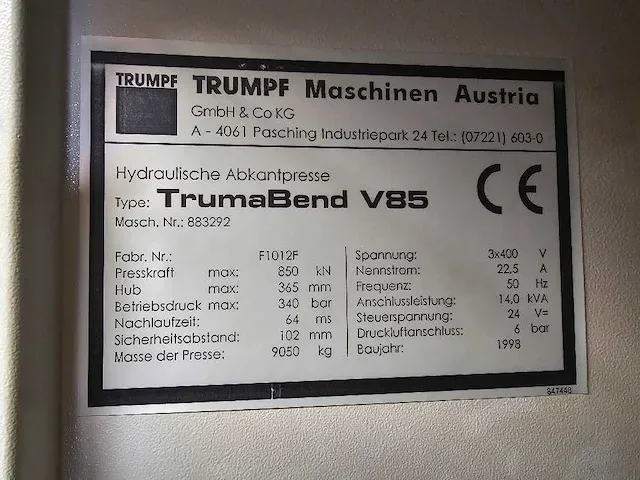 TRUMPF
TRUMPF Maschinen Austria
GmbH & Co KG
A - 4061 Pasching Industriepark 24 Tel.: (07221) 603-0
Hydraulische Abkantpresse
Type: TrumaBend V85
CE
Masch. Nr.: 883292
Fabr. Nr.: F1012F
Presskraft max: 850 kN
Hub max: 365 mm
Betriebsdruck max: 340 bar
Nachlaufzeit: 64 ms
Sicherheitsabstand: 102 mm
Masse der Presse: 9050 kg
Spannung: 3x400 V
Nennstrom: 22,5 A
Frequenz: 50 Hz
Anschlussleistung: 14,0 kVA
Steuerspannung: 24 V=
Druckluftanschluss: 6 bar
Baujahr: 1998
347448